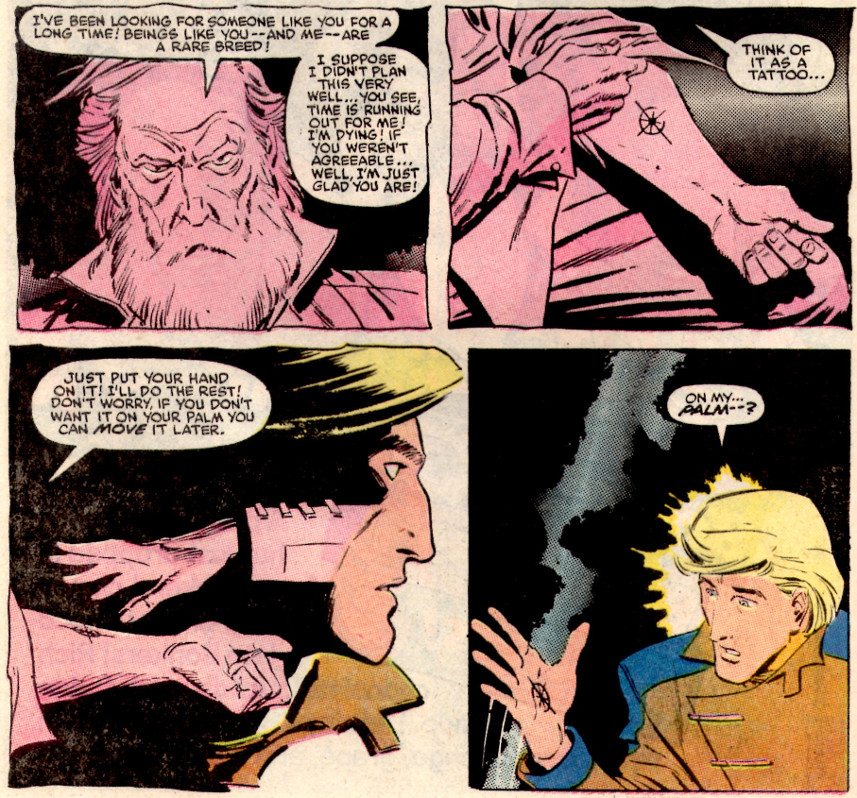 I'VE BEEN LOOKING FOR SOMEONE LIKE YOU FOR A
LONG TIME! BEINGS LIKE YOU--AND ME--ARE
A RARE BREED!
I SUPPOSE
I DIDN'T PLAN
THIS VERY
WELL...YOU SEE,
TIME IS RUNNING
OUT FOR ME!
I'M DYING! IF
YOU WEREN'T
AGREEABLE...
WELL, I'M JUST
GLAD YOU ARE!
THINK OF
IT AS A
TATTOO...
JUST PUT YOUR HAND
ON IT! I'LL DO THE REST!
DON'T WORRY, IF YOU DON'T
WANT IT ON YOUR PALM YOU
CAN MOVE IT LATER.
ON MY...
PALM--?